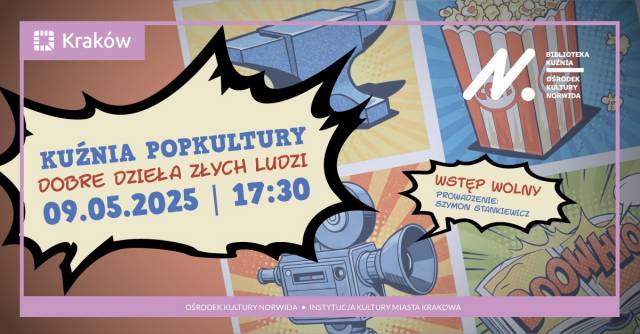 Kraków
BIBLIOTEKA
KUŹNIA
OŚRODEK
KULTURY
NORWIDA
N.
KUŹNIA POPKULTURY
DOBRE DZIEŁA ZŁYCH LUDZI
09.05.2025 | 17:30
WSTĘP WOLNY
PROWADZENIE:
SZYMON STANKIEWICZ
OŚRODEK KULTURY NORWIDA ● INSTYTUCJA KULTURY MIASTA KRAKOWA